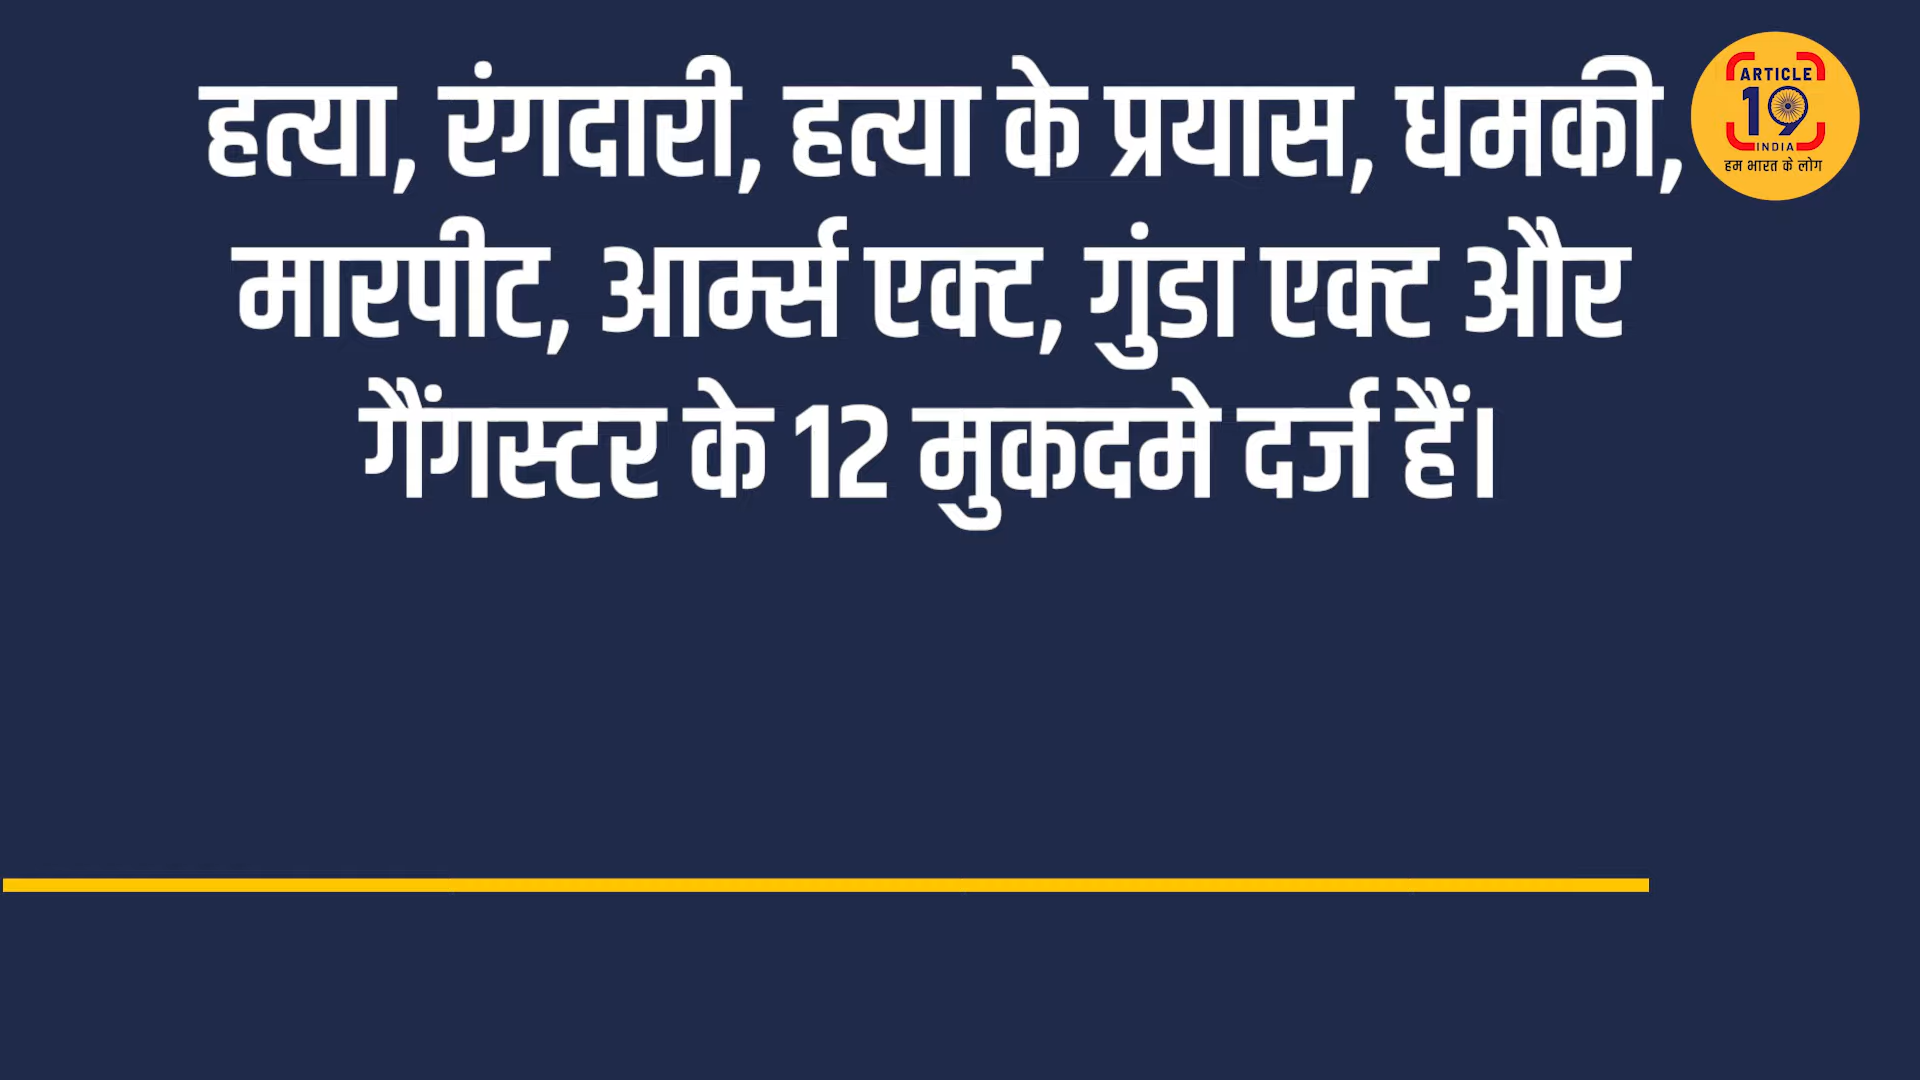 हत्या, रंगदारी, हत्या के प्रयास, धमकी,
मारपीट, आर्म्स एक्ट, गुंडा एक्ट और
गैंगस्टर के 12 मुकदमे दर्ज हैं।
ARTICLE
19
INDIA
हम भारत के लोग